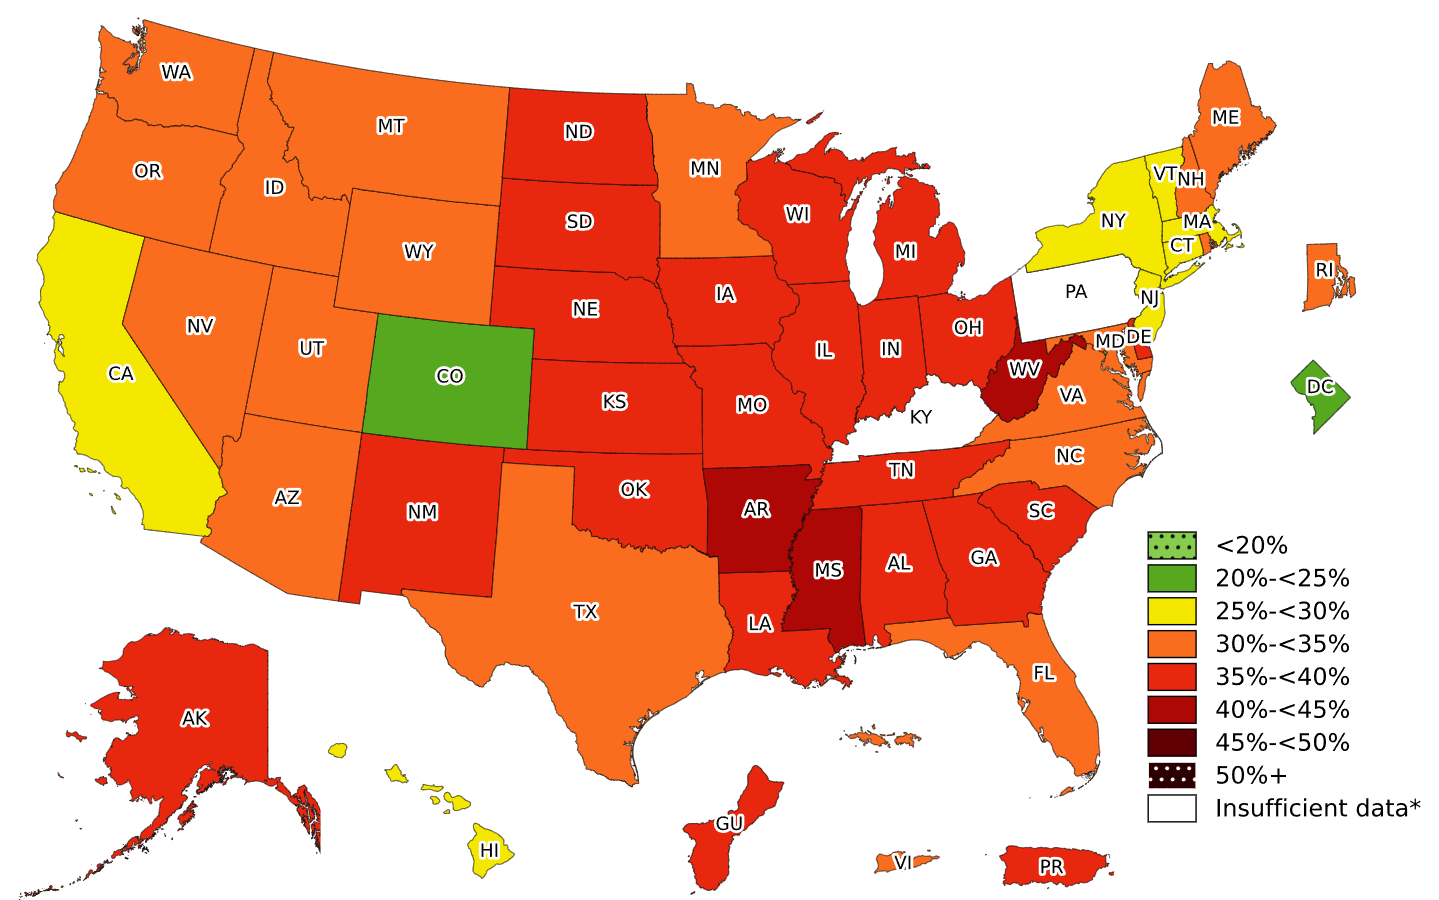 WA
MT
ND
MN
ME
OR
ID
SD
WI
VT
NH
NY
MA
CT
WY
MI
RI
NE
IA
PA
NJ
NV
UT
CO
IL
IN
OH
MD
DE
CA
KS
MO
WV
DC
VA
KY
NC
TN
AZ
NM
OK
AR
SC
MS
AL
GA
TX
LA
FL
AK
HI
GU
VI
PR
<20%
20%-<25%
25%-<30%
30%-<35%
35%-<40%
40%-<45%
45%-<50%
50%+
Insufficient data*